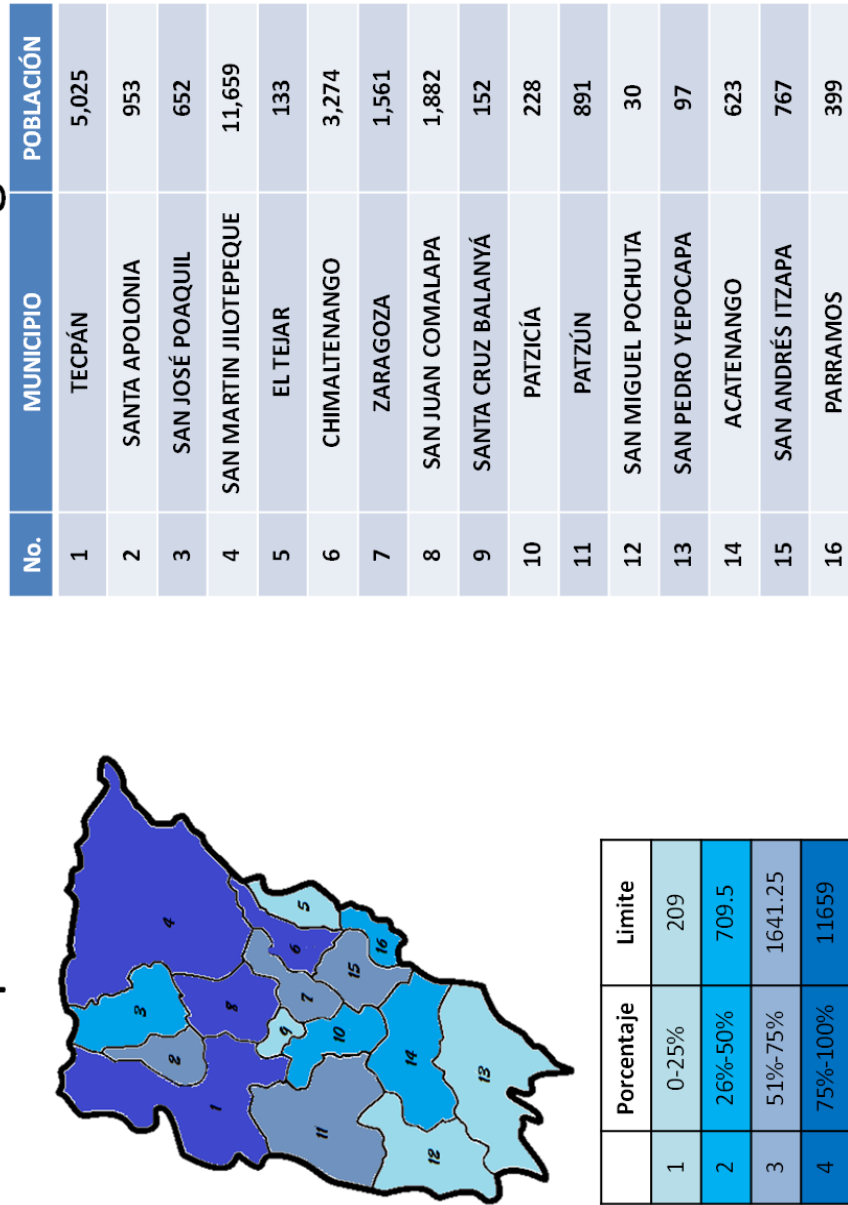 No. MUNICIPIO POBLACIÓN
1 TECPÁN 5,025
2 SANTA APOLONIA 953
3 SAN JOSÉ POAQUIL 652
4 SAN MARTIN JILOTEPEQUE 11,659
5 EL TEJAR 133
6 CHIMALTENANGO 3,274
7 ZARAGOZA 1,561
8 SAN JUAN COMALAPA 1,882
9 SANTA CRUZ BALANYÁ 152
10 PATZICÍA 228
11 PATZÚN 891
12 SAN MIGUEL POCHUTA 30
13 SAN PEDRO YEPOCAPA 97
14 ACATENANGO 623
15 SAN ANDRÉS ITZAPA 767
16 PARRAMOS 399
4
3
2
8
1
6
5
7
9
15
16
10
11
14
12
13
Porcentaje Limite
1 0-25% 209
2 26%-50% 709.5
3 51%-75% 1641.25
4 75%-100% 11659